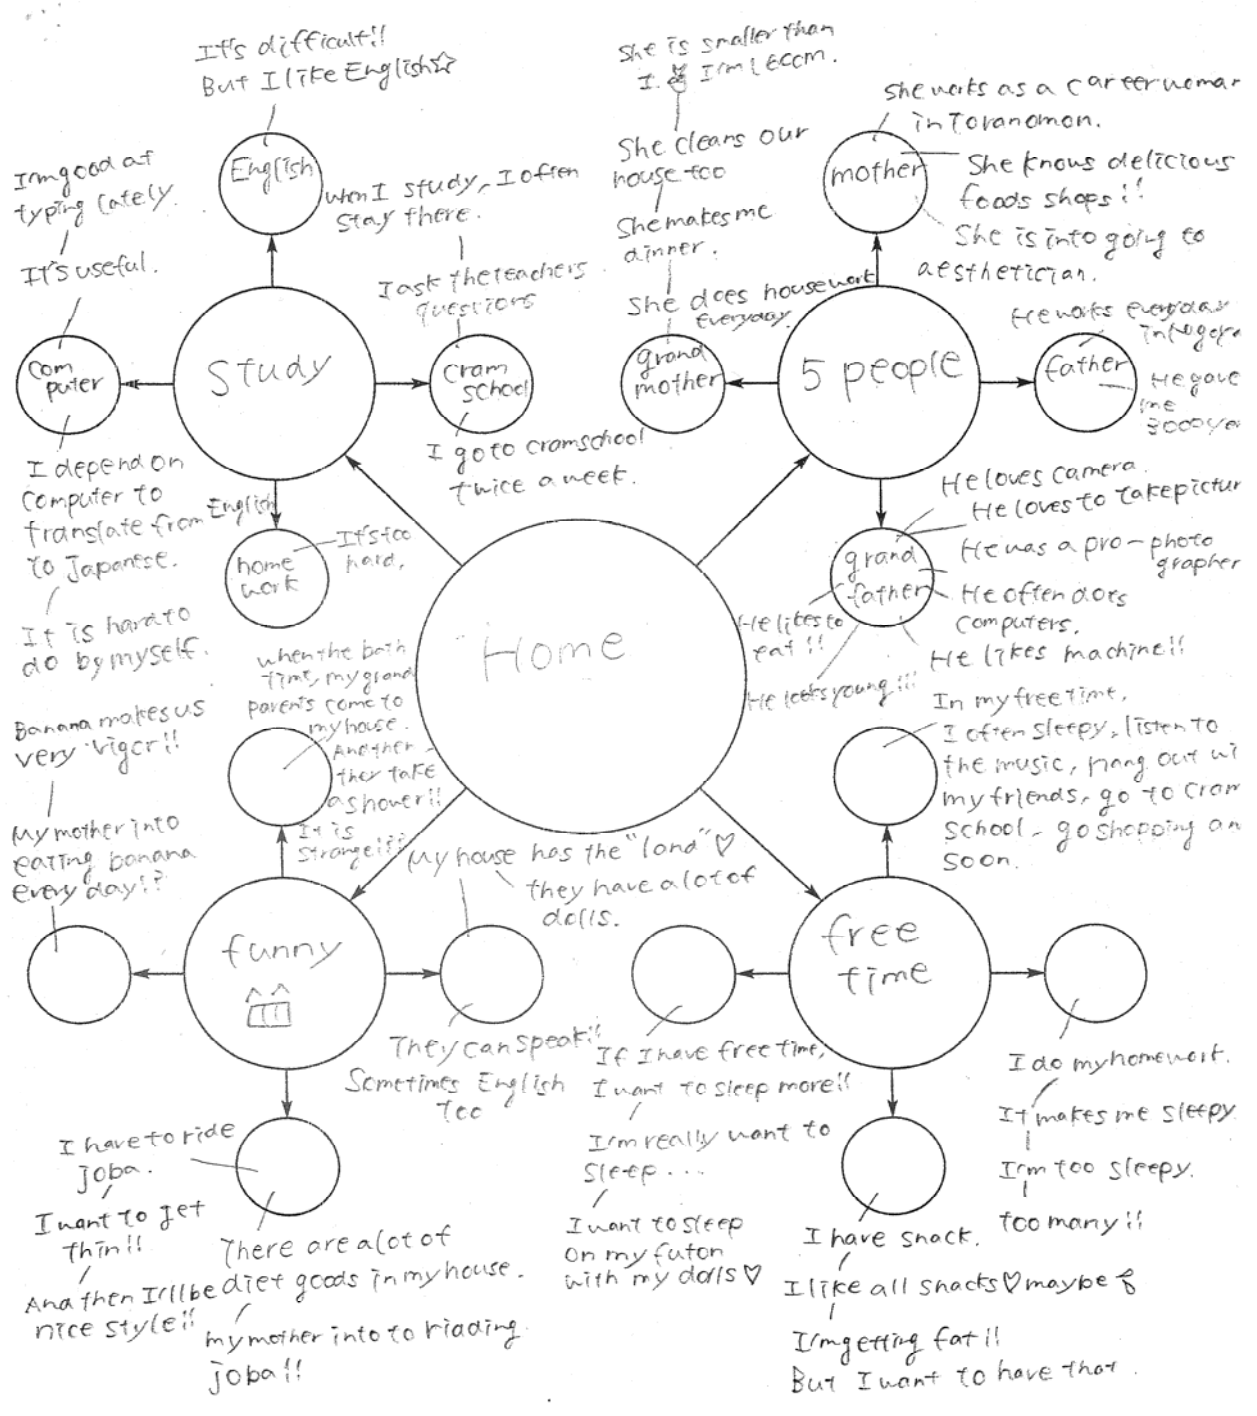 It's difficult!!
But I like English☆
English
I'm good at
typing lately.
It's useful.
com
puter
I depend on
computer to
translate from English
to Japanese.
It is hard to
do by myself.
Study
when I study, I often
stay there.
I ask the teachers
questions
cram
school
I go to cramschool
twice a week.
home
work
It's too
hard.
She is smaller than
I. I'm 1
She cleans our
house too
She makes me
dinner.
She does housework
everyday.
grand
mother
5 people
mother
she works as a career woman
in Toranomon.
She knows delicious
foods shops!!
She is into going to
aesthetician.
father
He works everyday
in
He gave
me
3000
grand
father
He loves camera.
He loves to take pictur
He was a pro-photo
grapher
He often does
computers.
He likes machine!!
He likes to
eat!!
He looks young!!!
Home
when the bath
time, my grand
parents come to
my house.
And ther
they take
a shower!!
It is
strange!!?
Banana makes us
very vigor!!
My mother into
eating banana
every day!?
funny
My house has the "land"♡
they have a lot of
dolls.
They can speak!!
Sometimes English
too
I have to ride
joba.
I want to get
thin!!
And then I'll be
nice style!!
There are a lot of
diet goods in my house.
my mother into to riading
joba!!
free
time
In my free time,
I often sleepy, listen to
the music, hang out wi
my friends, go to cram
school, go shopping an
soon.
I do my homework.
It makes me sleepy
I'm too sleepy.
too many!!
If I have free time,
I want to sleep more!!
I'm really want to
sleep...
I want to sleep
on my futon
with my dolls♡
I have snack.
I like all snacks♡ maybe
I'm getting fat!!
But I want to have that.